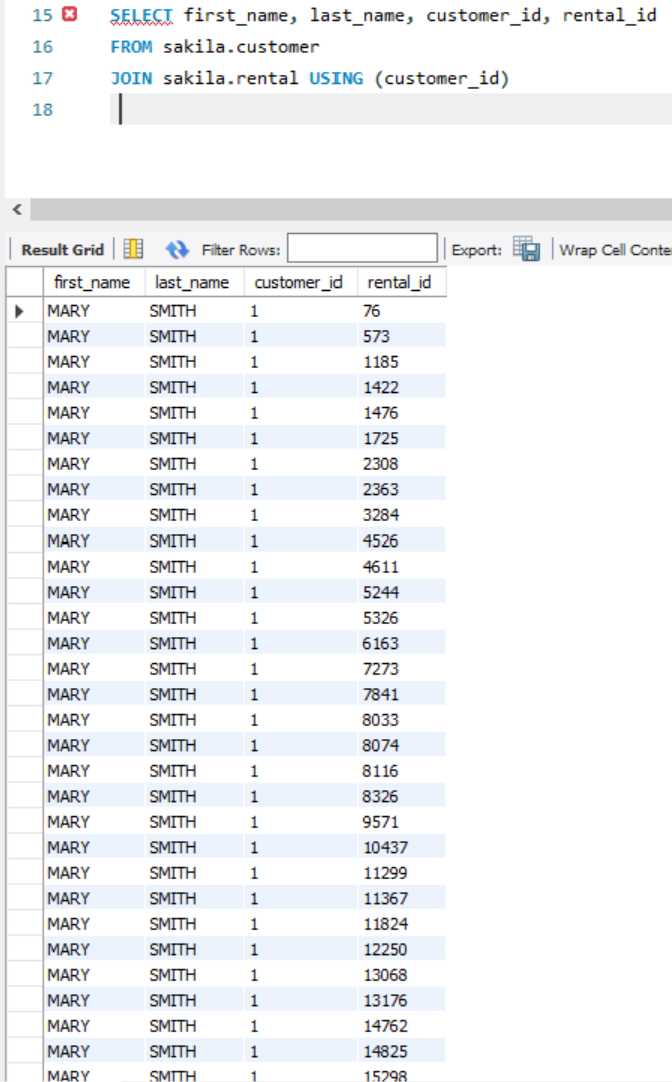 15 SELECT first_name, last_name, customer_id, rental_id
16 FROM sakila.customer
17 JOIN sakila.rental USING (customer_id)
18
Result Grid Filter Rows: Export: Wrap Cell Conte
first_name last_name customer_id rental_id
MARY SMITH 1 76
MARY SMITH 1 573
MARY SMITH 1 1185
MARY SMITH 1 1422
MARY SMITH 1 1476
MARY SMITH 1 1725
MARY SMITH 1 2308
MARY SMITH 1 2363
MARY SMITH 1 3284
MARY SMITH 1 4526
MARY SMITH 1 4611
MARY SMITH 1 5244
MARY SMITH 1 5326
MARY SMITH 1 6163
MARY SMITH 1 7273
MARY SMITH 1 7841
MARY SMITH 1 8033
MARY SMITH 1 8074
MARY SMITH 1 8116
MARY SMITH 1 8326
MARY SMITH 1 9571
MARY SMITH 1 10437
MARY SMITH 1 11299
MARY SMITH 1 11367
MARY SMITH 1 11824
MARY SMITH 1 12250
MARY SMITH 1 13068
MARY SMITH 1 13176
MARY SMITH 1 14762
MARY SMITH 1 14825
MARY SMITH 1 15298